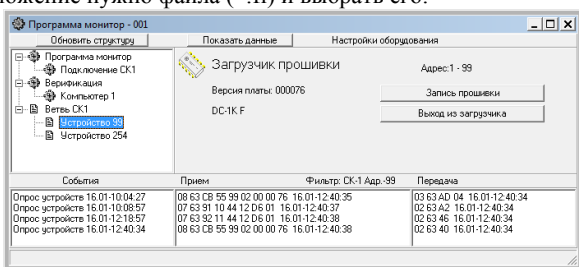 ложение нужно файла (*.h) и выбрать его.
Программа монитор - 001
Обновить структуру Показать данные Настройки оборудования
Программа монитор
Подключение СК1
Верификация
Компьютер 1
Ветвь СК1
Устройство 99
Устройство 254
Загрузчик прошивки Адрес:1 - 99
Версия платы: 000076 Запись прошивки
DC-1K F Выход из загрузчика
События Прием Фильтр: СК-1 Адр.-99 Передача
Опрос устройств 16.01-10:04:27
Опрос устройств 16.01-10:08:57
Опрос устройств 16.01-12:18:57
Опрос устройств 16.01-12:40:34
08 63 CB 55 99 02 00 00 76 16.01-12:40:35
07 63 91 10 44 12 D6 01 16.01-12:40:37
07 63 92 11 44 12 D6 01 16.01-12:40:38
08 63 CB 55 99 02 00 00 76 16.01-12:40:38
03 63 AD 04 16.01-12:40:34
02 63 A2 16.01-12:40:34
02 63 46 16.01-12:40:34
02 63 40 16.01-12:40:34